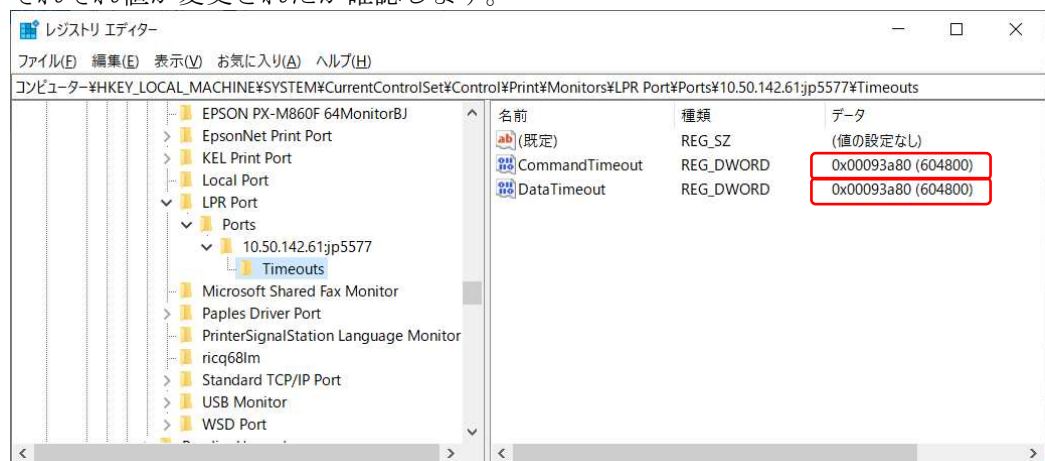 それぞれ値が変更されたか確認します。
レジストリ エディター
ファイル(F) 編集(E) 表示(V) お気に入り(A) ヘルプ(H)
コンピューター¥HKEY_LOCAL_MACHINE¥SYSTEM¥CurrentControlSet¥Control¥Print¥Monitors¥LPR Port¥Ports¥10.50.142.61:jp5577¥Timeouts
EPSON PX-M860F 64MonitorBJ
EpsonNet Print Port
KEL Print Port
Local Port
LPR Port
Ports
10.50.142.61:jp5577
Timeouts
Microsoft Shared Fax Monitor
Paples Driver Port
PrinterSignalStation Language Monitor
ricq68lm
Standard TCP/IP Port
USB Monitor
WSD Port
名前 種類 データ
(既定) REG_SZ (値の設定なし)
CommandTimeout REG_DWORD 0x00093a80 (604800)
DataTimeout REG_DWORD 0x00093a80 (604800)